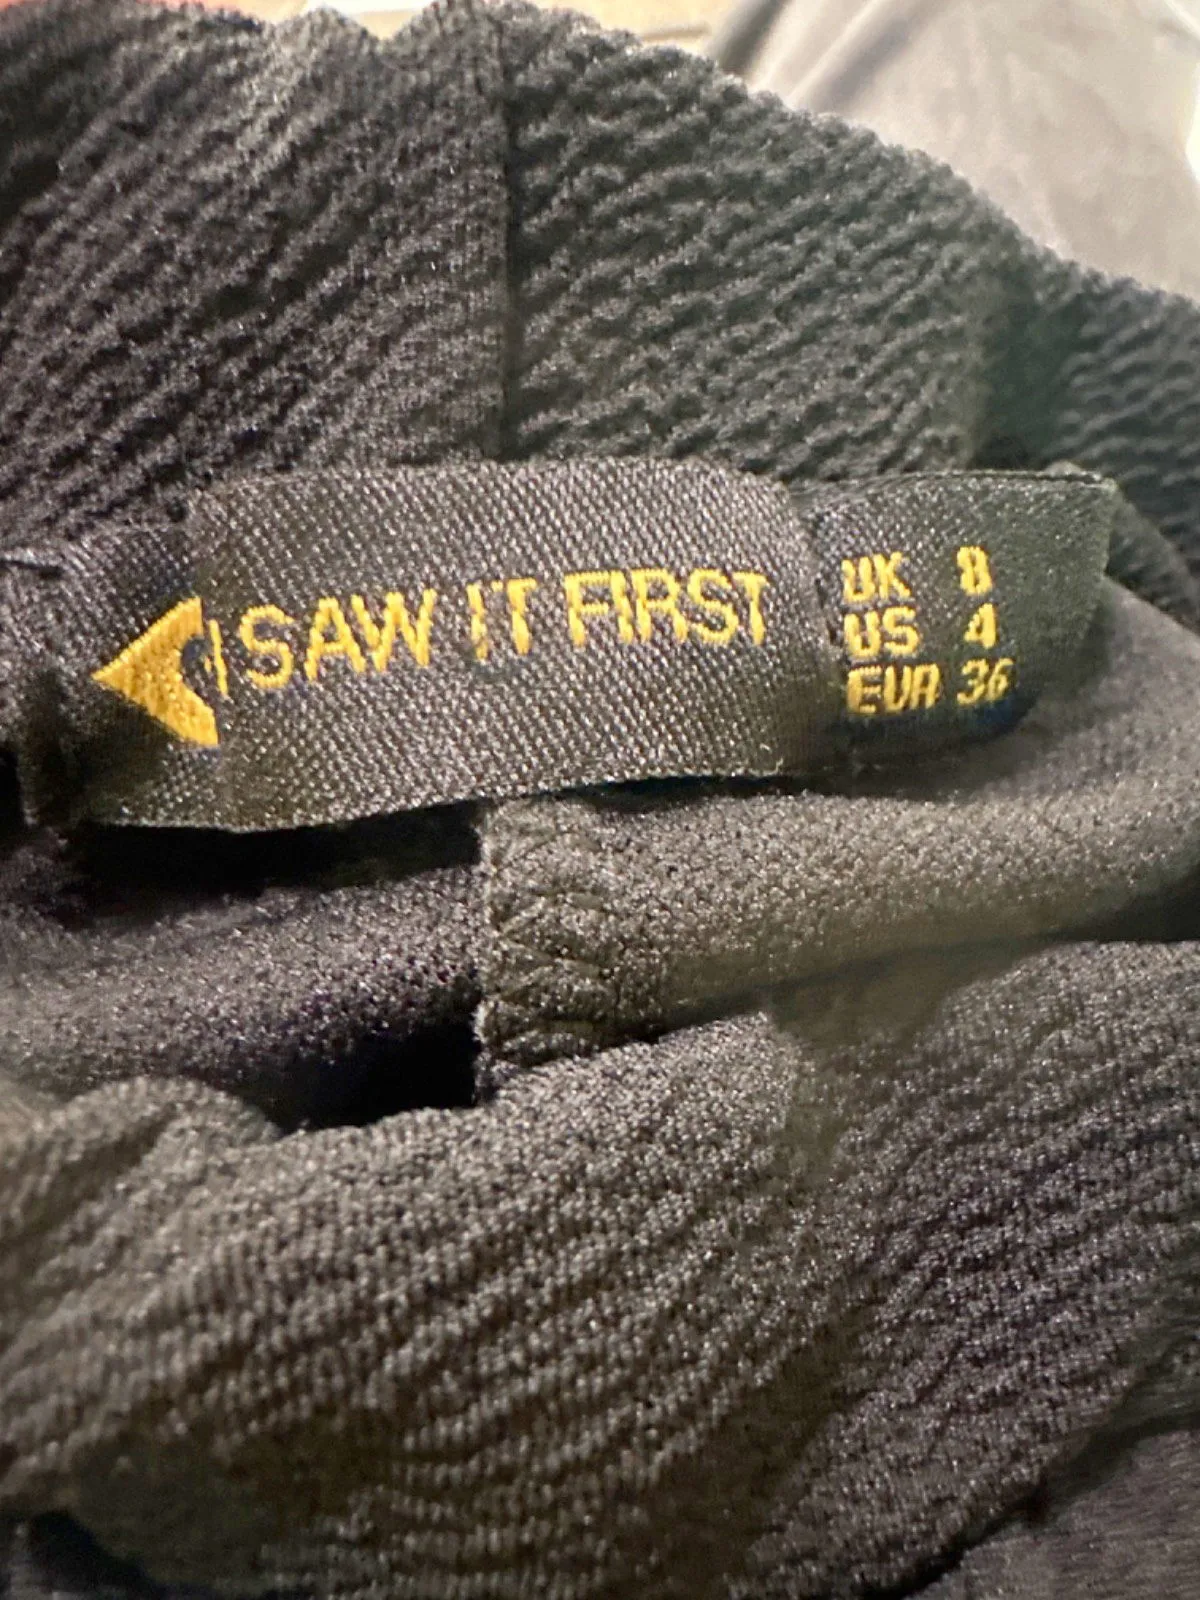 I SAW IT FIRST
UK 8
US 4
EUR 36